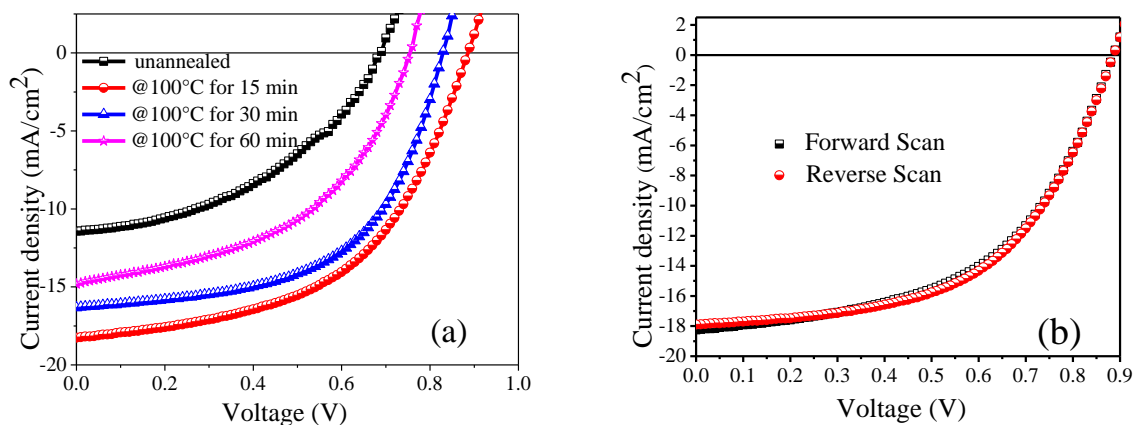 Current density (mA/cm²)
0
-5
-10
-15
-20
unannealed
@100°C for 15 min
@100°C for 30 min
@100°C for 60 min
(a)
0.0 0.2 0.4 0.6 0.8 1.0
Voltage (V)
Current density (mA/cm²)
2
0
-2
-4
-6
-8
-10
-12
-14
-16
-18
-20
Forward Scan
Reverse Scan
(b)
0.0 0.1 0.2 0.3 0.4 0.5 0.6 0.7 0.8 0.9
Voltage (V)